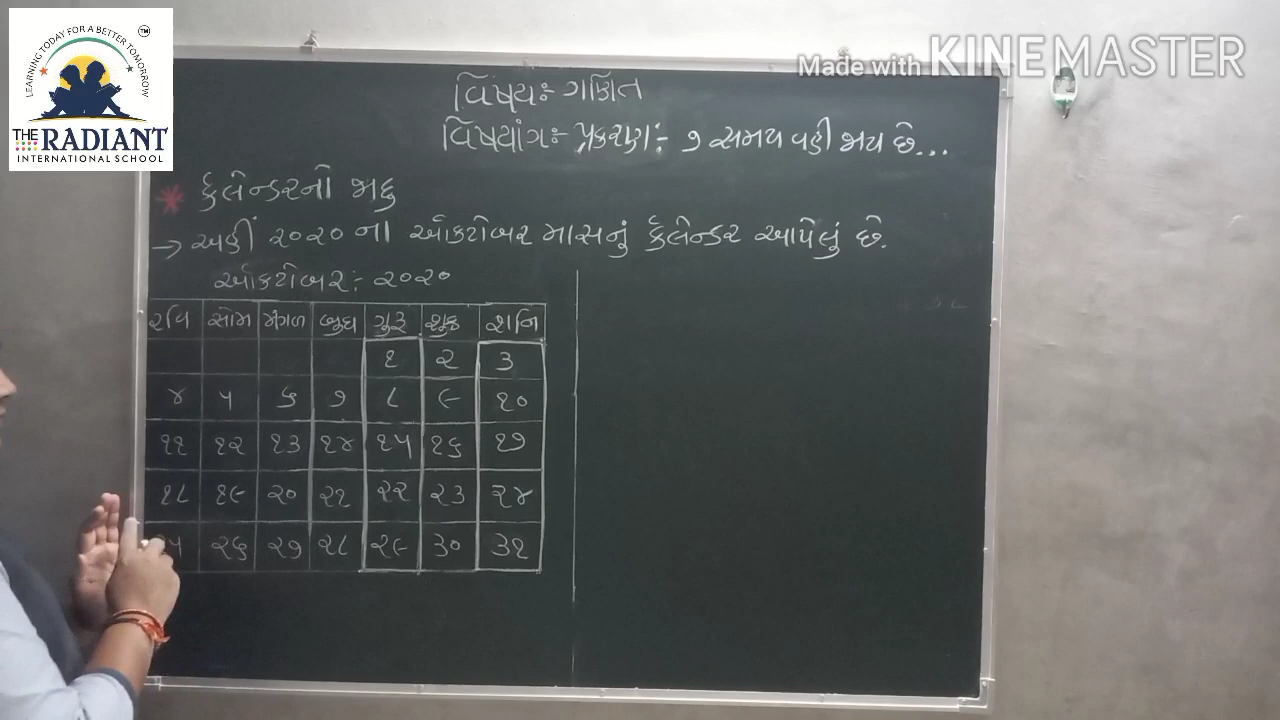 LEARNING TODAY FOR A BETTER TOMORROW
TM
THE RADIANT
INTERNATIONAL SCHOOL
Made with KINEMASTER
વિષયઃ ગણિત
વિષયાંગઃ- પ્રકરણઃ- ૭ સમય વહી જાય છે...
* કૅલેન્ડરનો જાદુ
→ અહીં ૨૦૨૦ ના ઑક્ટોબર માસનું કૅલેન્ડર આપેલું છે.
ઑક્ટોબરઃ- ૨૦૨૦
રવિ સોમ મંગળ બુધ ગુરૂ શુક્ર શનિ
૧ ૨ ૩
૪ ૫ ૬ ૭ ૮ ૯ ૧૦
૧૧ ૧૨ ૧૩ ૧૪ ૧૫ ૧૬ ૧૭
૧૮ ૧૯ ૨૦ ૨૧ ૨૨ ૨૩ ૨૪
૫ ૨૬ ૨૭ ૨૮ ૨૯ ૩૦ ૩૧